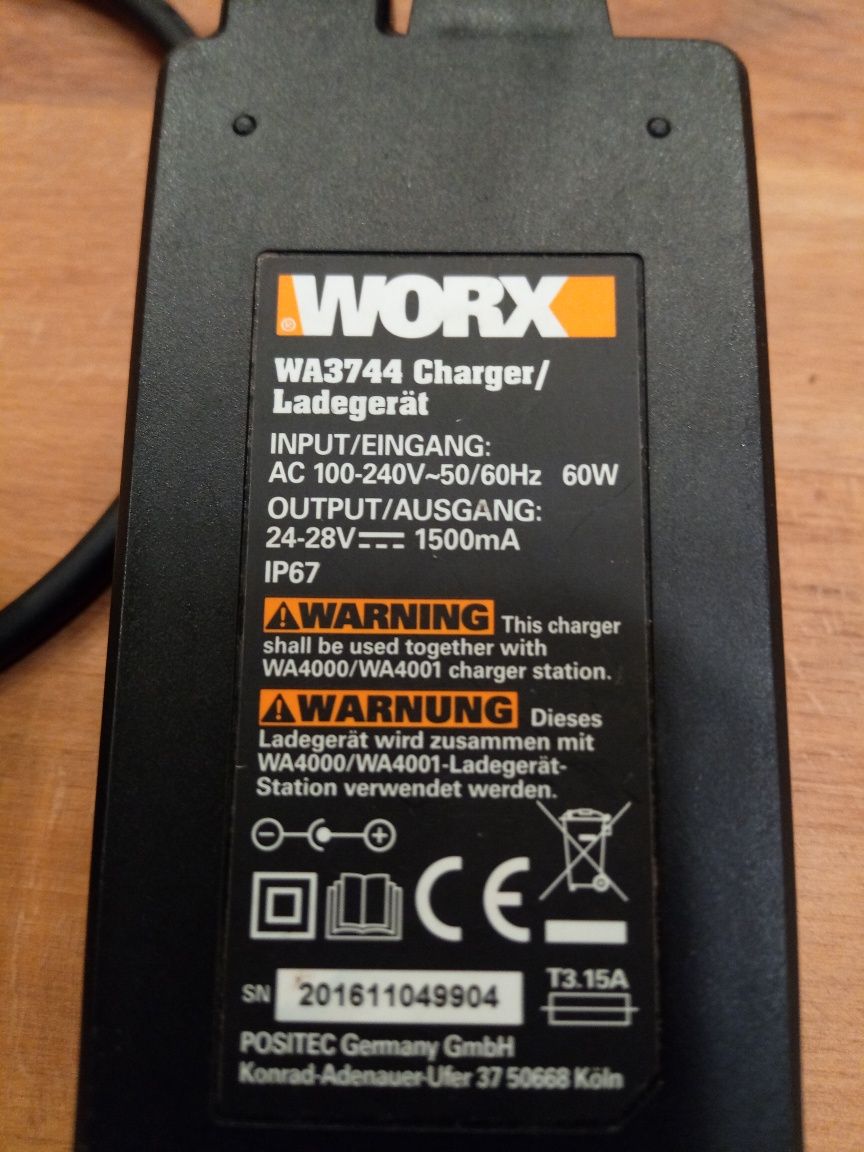 ® WORX
WA3744 Charger/
Ladegerät
INPUT/EINGANG:
AC 100-240V~50/60Hz 60W
OUTPUT/AUSGANG:
24-28V⎓ 1500mA
IP67
⚠WARNING This charger
shall be used together with
WA4000/WA4001 charger station.
⚠WARNUNG Dieses
Ladegerät wird zusammen mit
WA4000/WA4001-Ladegerät-
Station verwendet werden.
CE
T3.15A
SN 201611049904
POSITEC Germany GmbH
Konrad-Adenauer-Ufer 37 50668 Köln